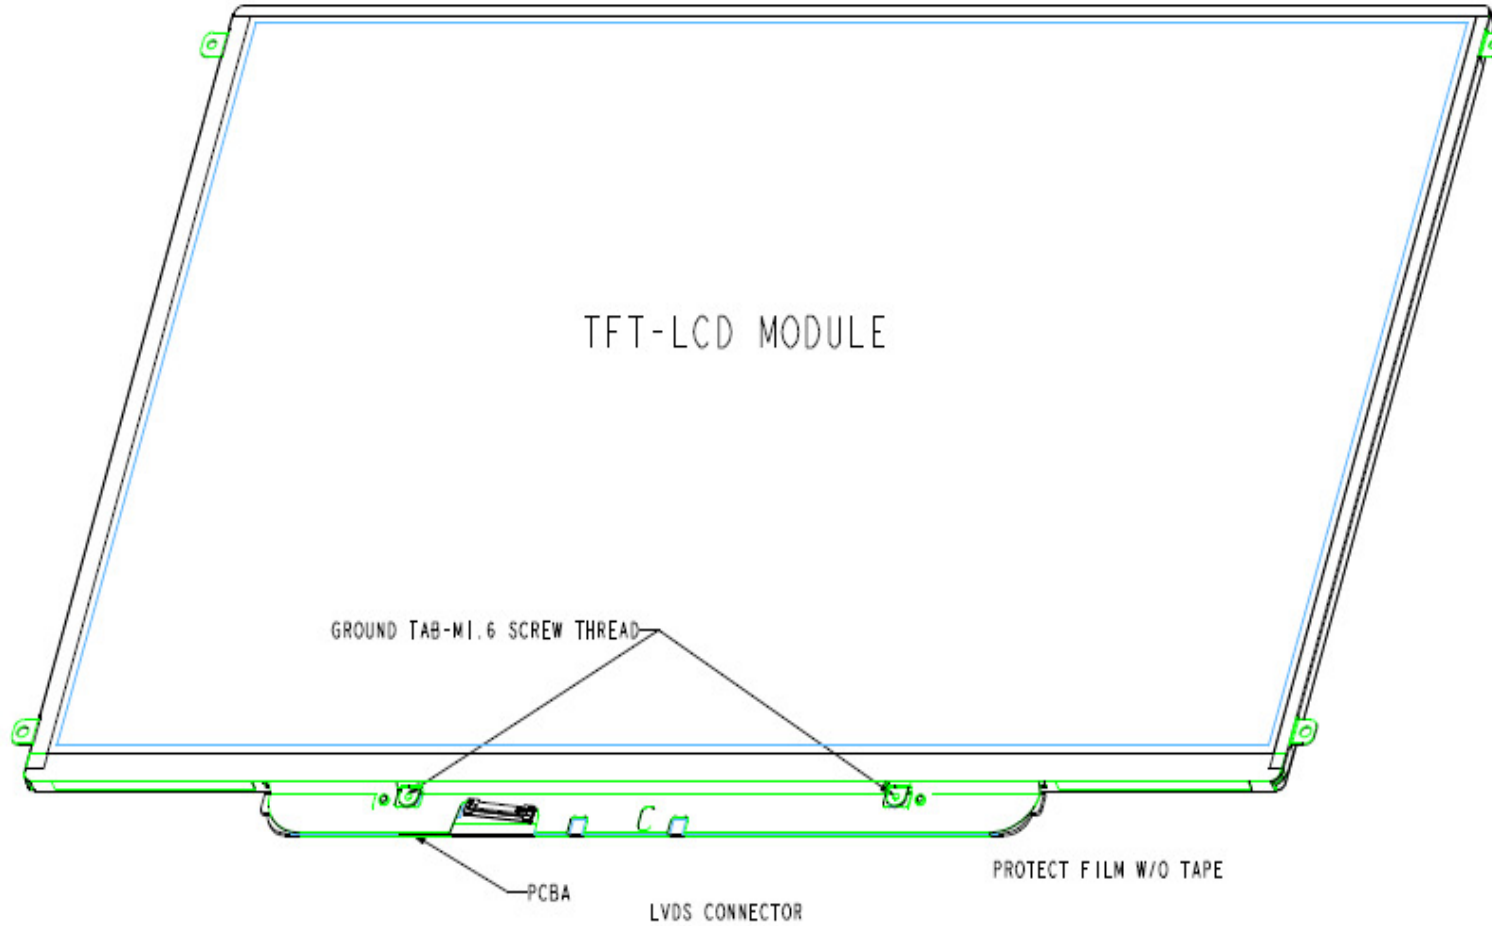 TFT-LCD MODULE
GROUND TAB-M1.6 SCREW THREAD
C
PROTECT FILM W/O TAPE
PCBA
LVDS CONNECTOR